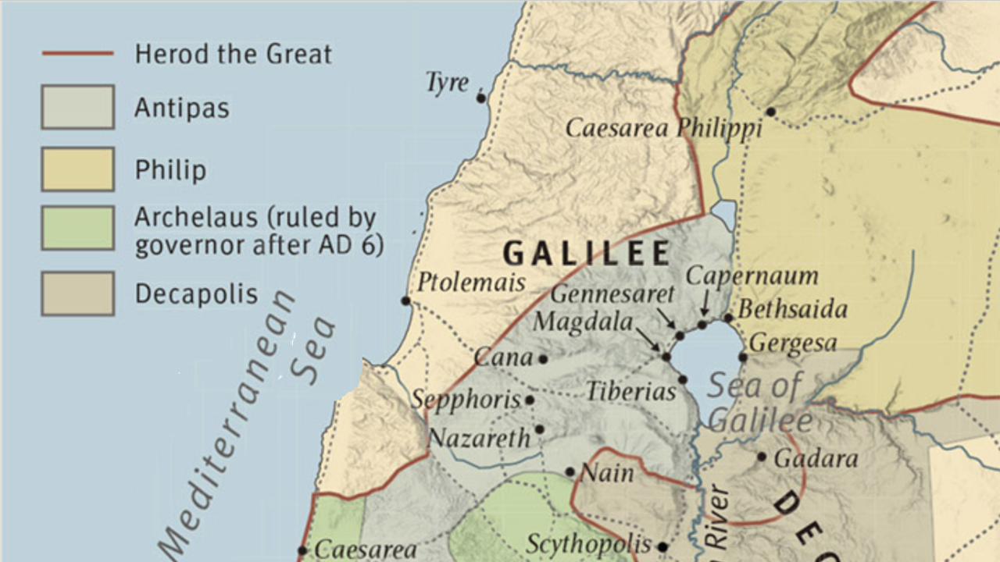 Herod the Great
Antipas
Philip
Archelaus (ruled by
governor after AD 6)
Decapolis
Mediterranean
Sea
Tyre
Caesarea Philippi
GALILEE
Ptolemais
Capernaum
Gennesaret
Magdala
Bethsaida
Gergesa
Cana
Tiberias
Sea of
Galilee
Sepphoris
Nazareth
Nain
Gadara
River
DEC
Scythopolis
Caesarea